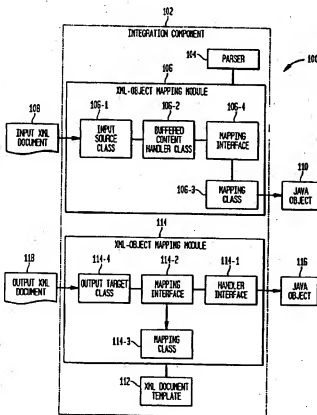 102
INTEGRATION COMPONENT
100
104
PARSER
106
XML-OBJECT MAPPING MODULE
108
106-1
106-2
106-4
INPUT XML
DOCUMENT
INPUT
SOURCE
CLASS
BUFFERED
CONTENT
HANDLER CLASS
MAPPING
INTERFACE
110
106-3
MAPPING
CLASS
JAVA
OBJECT
114
XML-OBJECT MAPPING MODULE
118
114-4
114-2
114-1
116
OUTPUT XML
DOCUMENT
OUTPUT TARGET
CLASS
MAPPING
INTERFACE
HANDLER
INTERFACE
JAVA
OBJECT
114-3
MAPPING
CLASS
112
XML DOCUMENT
TEMPLATE